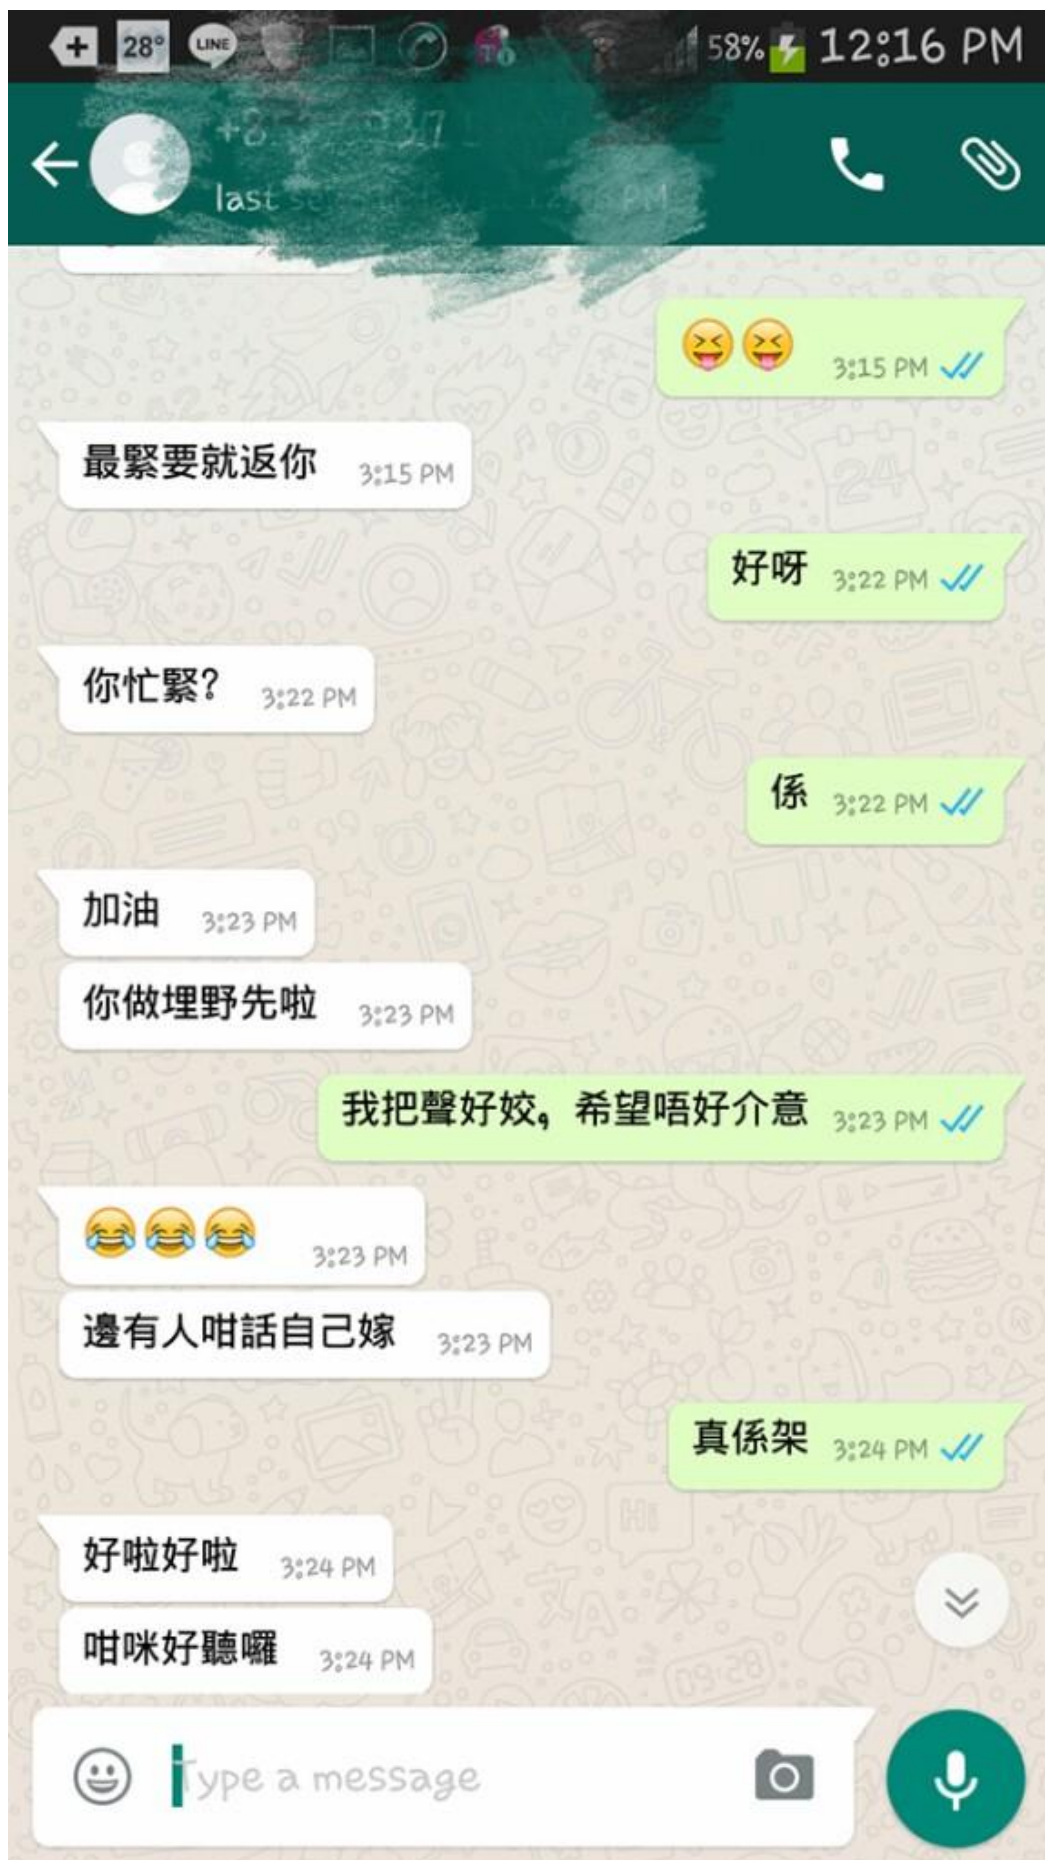 28°
LINE
58%
12:16 PM
last
3:15 PM
最緊要就返你 3:15 PM
好呀 3:22 PM
你忙緊? 3:22 PM
係 3:22 PM
加油 3:23 PM
你做埋野先啦 3:23 PM
我把聲好姣，希望唔好介意 3:23 PM
3:23 PM
邊有人咁話自己嫁 3:23 PM
真係架 3:24 PM
好啦好啦 3:24 PM
咁咪好聽囉 3:24 PM
Type a message